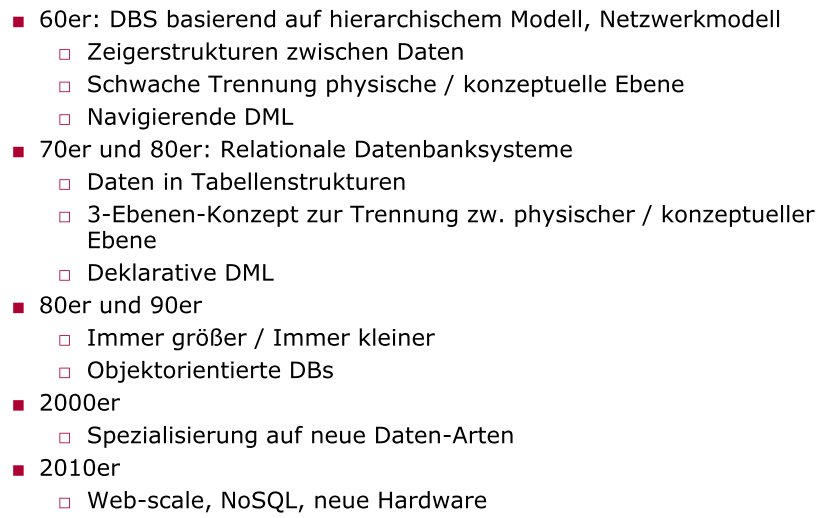 60er: DBS basierend auf hierarchischem Modell, Netzwerkmodell
Zeigerstrukturen zwischen Daten
Schwache Trennung physische / konzeptuelle Ebene
Navigierende DML
70er und 80er: Relationale Datenbanksysteme
Daten in Tabellenstrukturen
3-Ebenen-Konzept zur Trennung zw. physischer / konzeptueller
Ebene
Deklarative DML
80er und 90er
Immer größer / Immer kleiner
Objektorientierte DBs
2000er
Spezialisierung auf neue Daten-Arten
2010er
Web-scale, NoSQL, neue Hardware